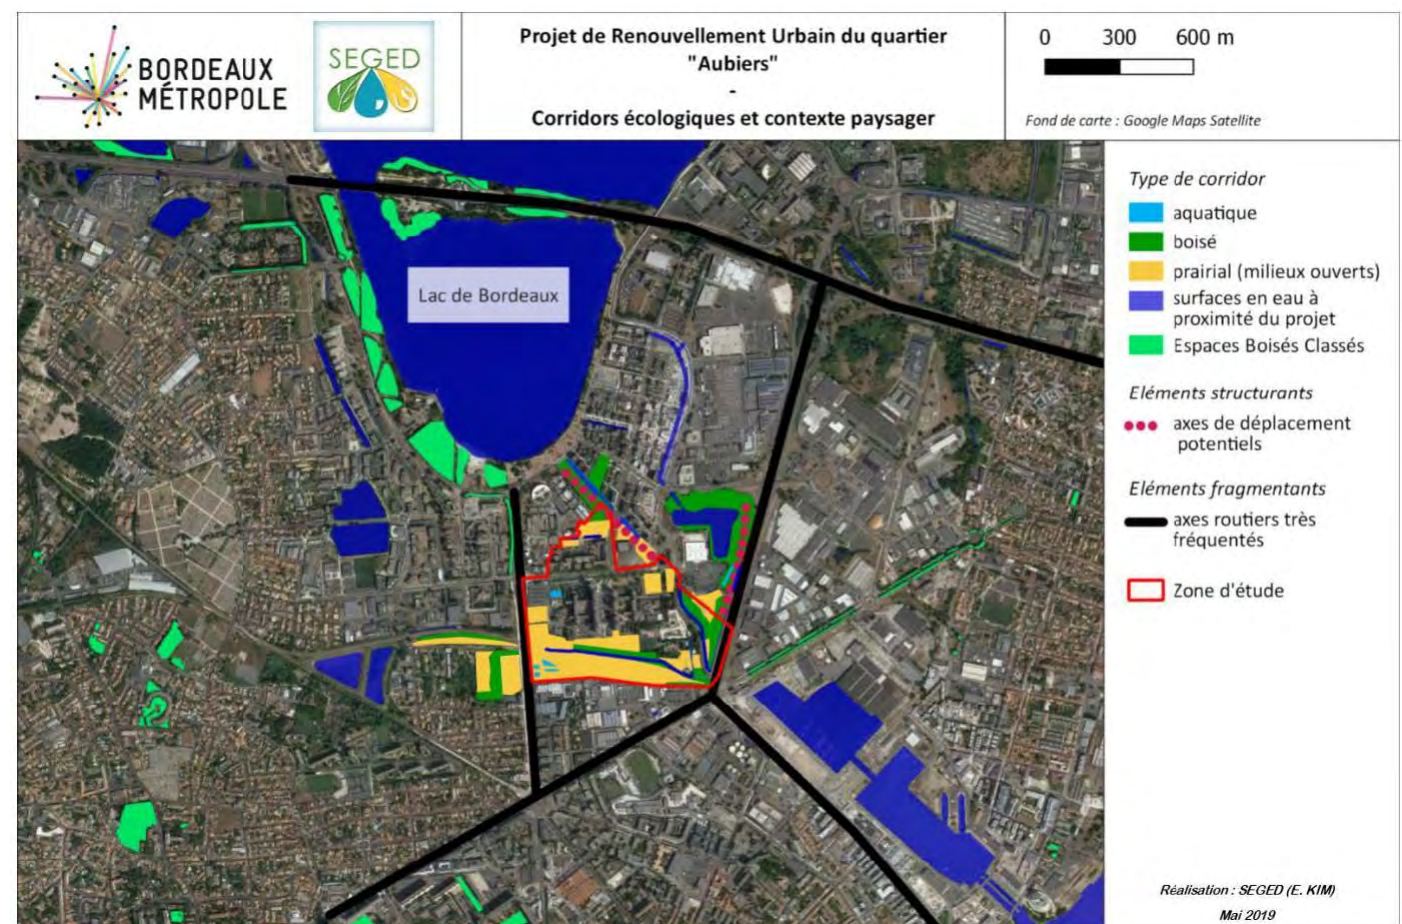 BORDEAUX
MÉTROPOLE
SEGED
Projet de Renouvellement Urbain du quartier
"Aubiers"
-
Corridors écologiques et contexte paysager
0 300 600 m
Fond de carte : Google Maps Satellite
Lac de Bordeaux
Type de corridor
aquatique
boisé
prairial (milieux ouverts)
surfaces en eau à
proximité du projet
Espaces Boisés Classés
Eléments structurants
axes de déplacement
potentiels
Eléments fragmentants
axes routiers très
fréquentés
Zone d'étude
Réalisation : SEGED (E. KIM)
Mai 2019